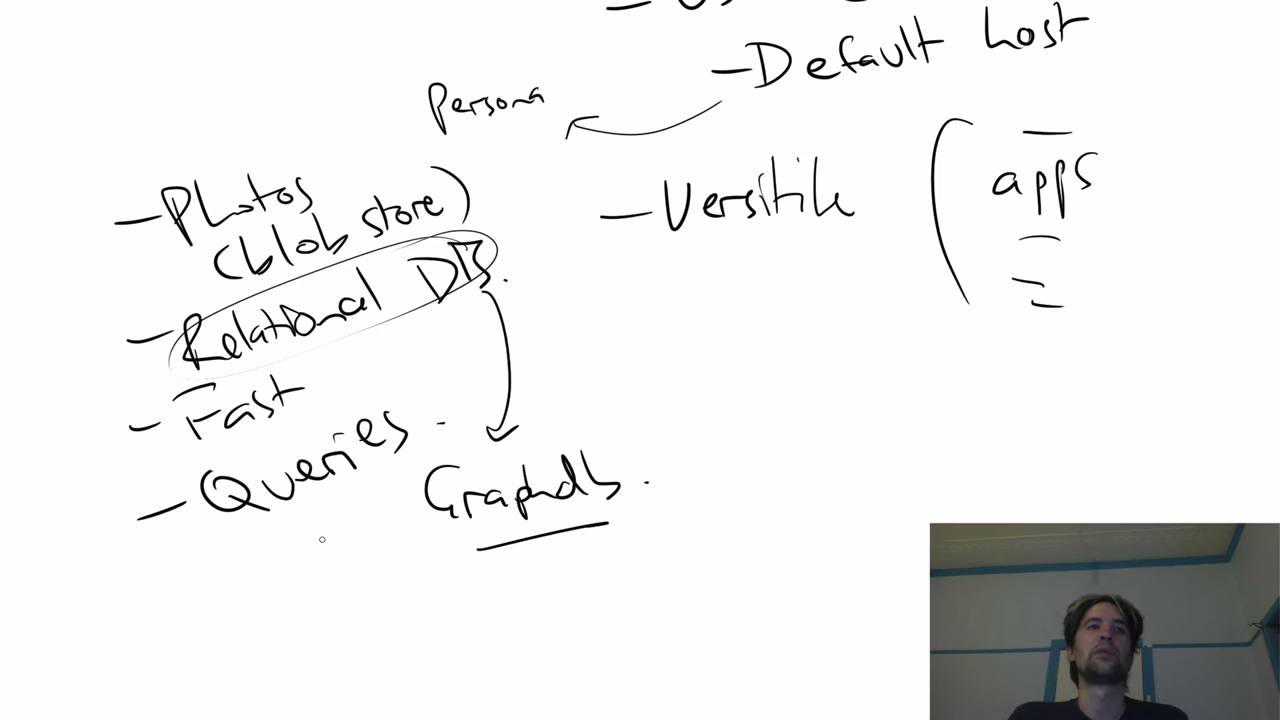 - Default host
Persona
- Photos
(blob store)
- Relational DB.
- Fast
- Queries.
Graphdb.
- Versitile
apps